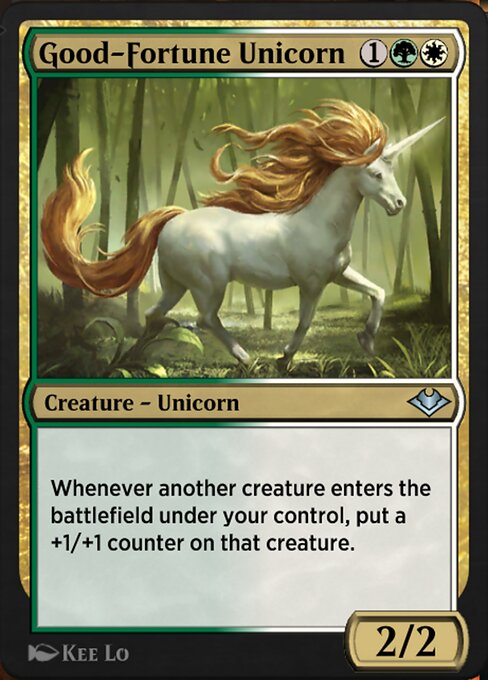 Good-Fortune Unicorn 1
Creature – Unicorn
Whenever another creature enters the
battlefield under your control, put a
+1/+1 counter on that creature.
2/2
Kee Lo